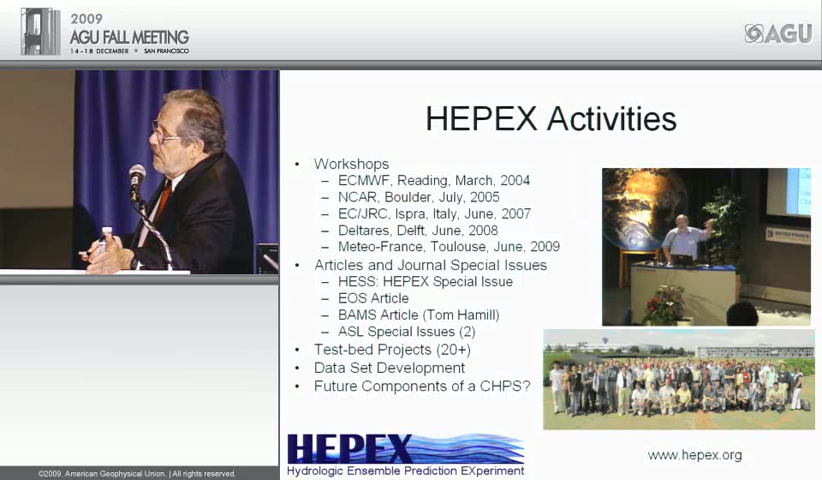 2009
AGU FALL MEETING
14-18 DECEMBER • SAN FRANCISCO
AGU
HEPEX Activities
• Workshops
– ECMWF, Reading, March, 2004
– NCAR, Boulder, July, 2005
– EC/JRC, Ispra, Italy, June, 2007
– Deltares, Delft, June, 2008
– Meteo-France, Toulouse, June, 2009
• Articles and Journal Special Issues
– HESS: HEPEX Special Issue
– EOS Article
– BAMS Article (Tom Hamill)
– ASL Special Issues (2)
• Test-bed Projects (20+)
• Data Set Development
• Future Components of a CHPS?
METEO FRANCE
HEPEX
Hydrologic Ensemble Prediction EXperiment
www.hepex.org
©2009. American Geophysical Union. | All rights reserved.